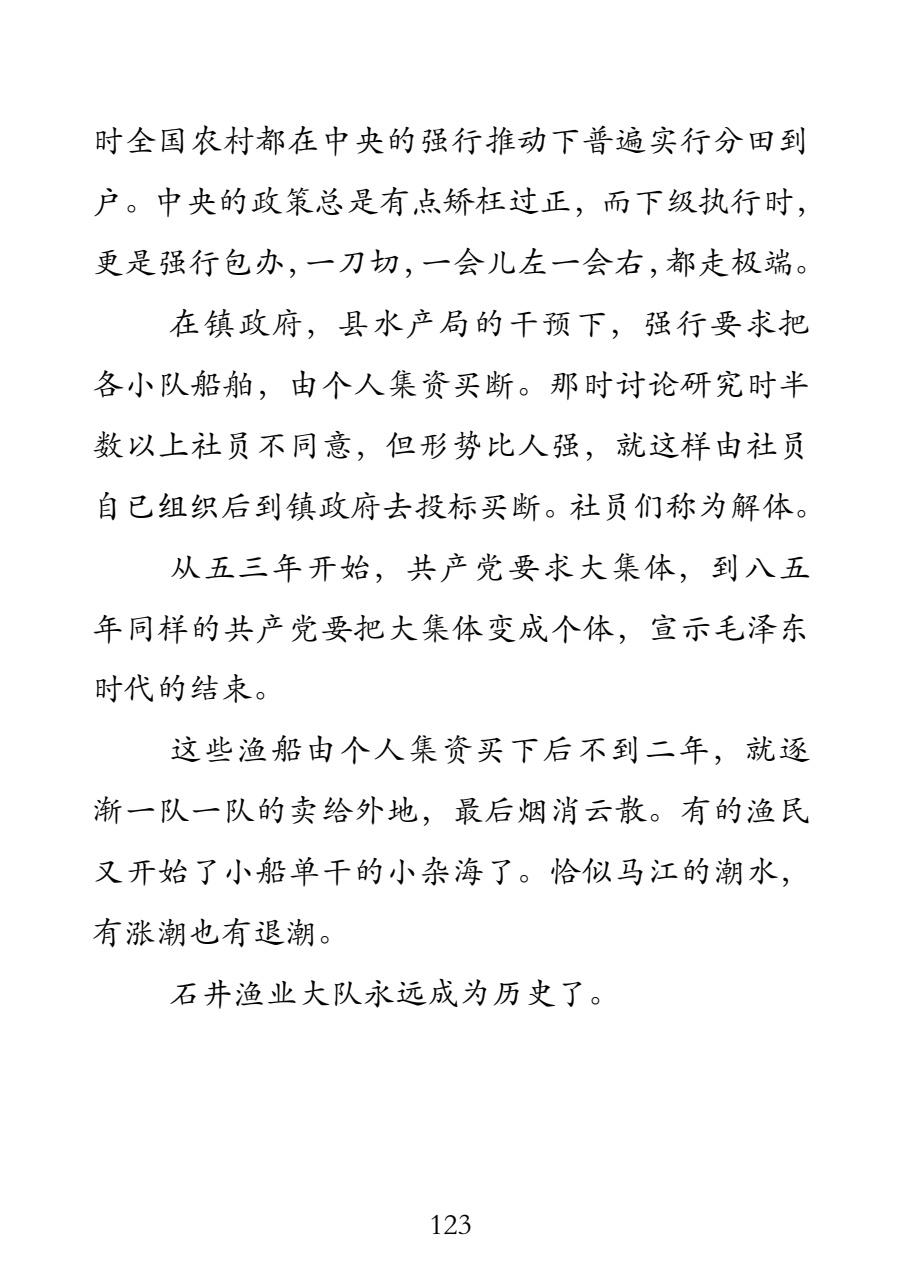 时全国农村都在中央的强行推动下普遍实行分田到
户。中央的政策总是有点矫枉过正，而下级执行时，
更是强行包办，一刀切，一会儿左一会右，都走极端。
在镇政府，县水产局的干预下，强行要求把
各小队船舶，由个人集资买断。那时讨论研究时半
数以上社员不同意，但形势比人强，就这样由社员
自已组织后到镇政府去投标买断。社员们称为解体。
从五三年开始，共产党要求大集体，到八五
年同样的共产党要把大集体变成个体，宣示毛泽东
时代的结束。
这些渔船由个人集资买下后不到二年，就逐
渐一队一队的卖给外地，最后烟消云散。有的渔民
又开始了小船单干的小杂海了。恰似马江的潮水，
有涨潮也有退潮。
石井渔业大队永远成为历史了。
123